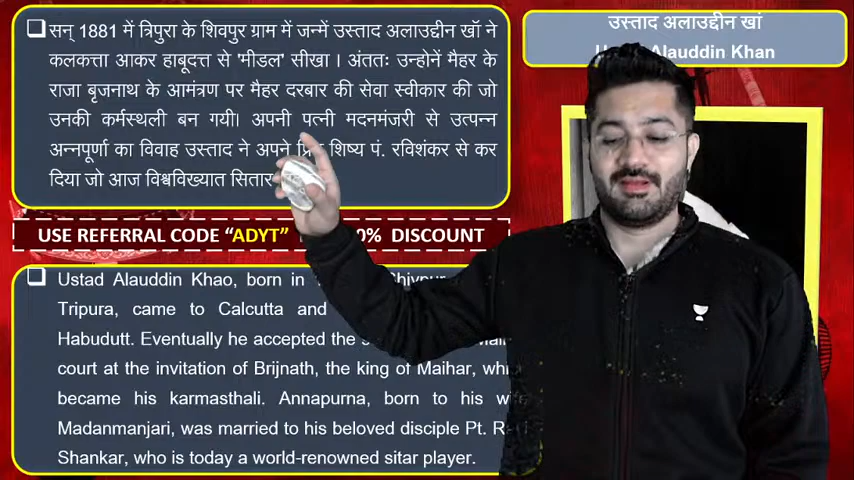 सन् 1881 में त्रिपुरा के शिवपुर ग्राम में जन्में उस्ताद अलाउद्दीन खॉ ने
कलकत्ता आकर हाबूदत्त से 'मीडल' सीखा । अंततः उन्होनें मैहर के
राजा बृजनाथ के आमंत्रण पर मैहर दरबार की सेवा स्वीकार की जो
उनकी कर्मस्थली बन गयी। अपनी पत्नी मदनमंजरी से उत्पन्न
अन्नपूर्णा का विवाह उस्ताद ने अपने शिष्य पं. रविशंकर से कर
दिया जो आज विश्वविख्यात सितार
उस्ताद अलाउद्दीन खां
Alauddin Khan
USE REFERRAL CODE “ADYT” 0% DISCOUNT
Ustad Alauddin Khao, born in
Tripura, came to Calcutta and
Habudutt. Eventually he accepted the
court at the invitation of Brijnath, the king of Maihar,
became his karmasthali. Annapurna, born to his
Madanmanjari, was married to his beloved disciple Pt.
Shankar, who is today a world-renowned sitar player.